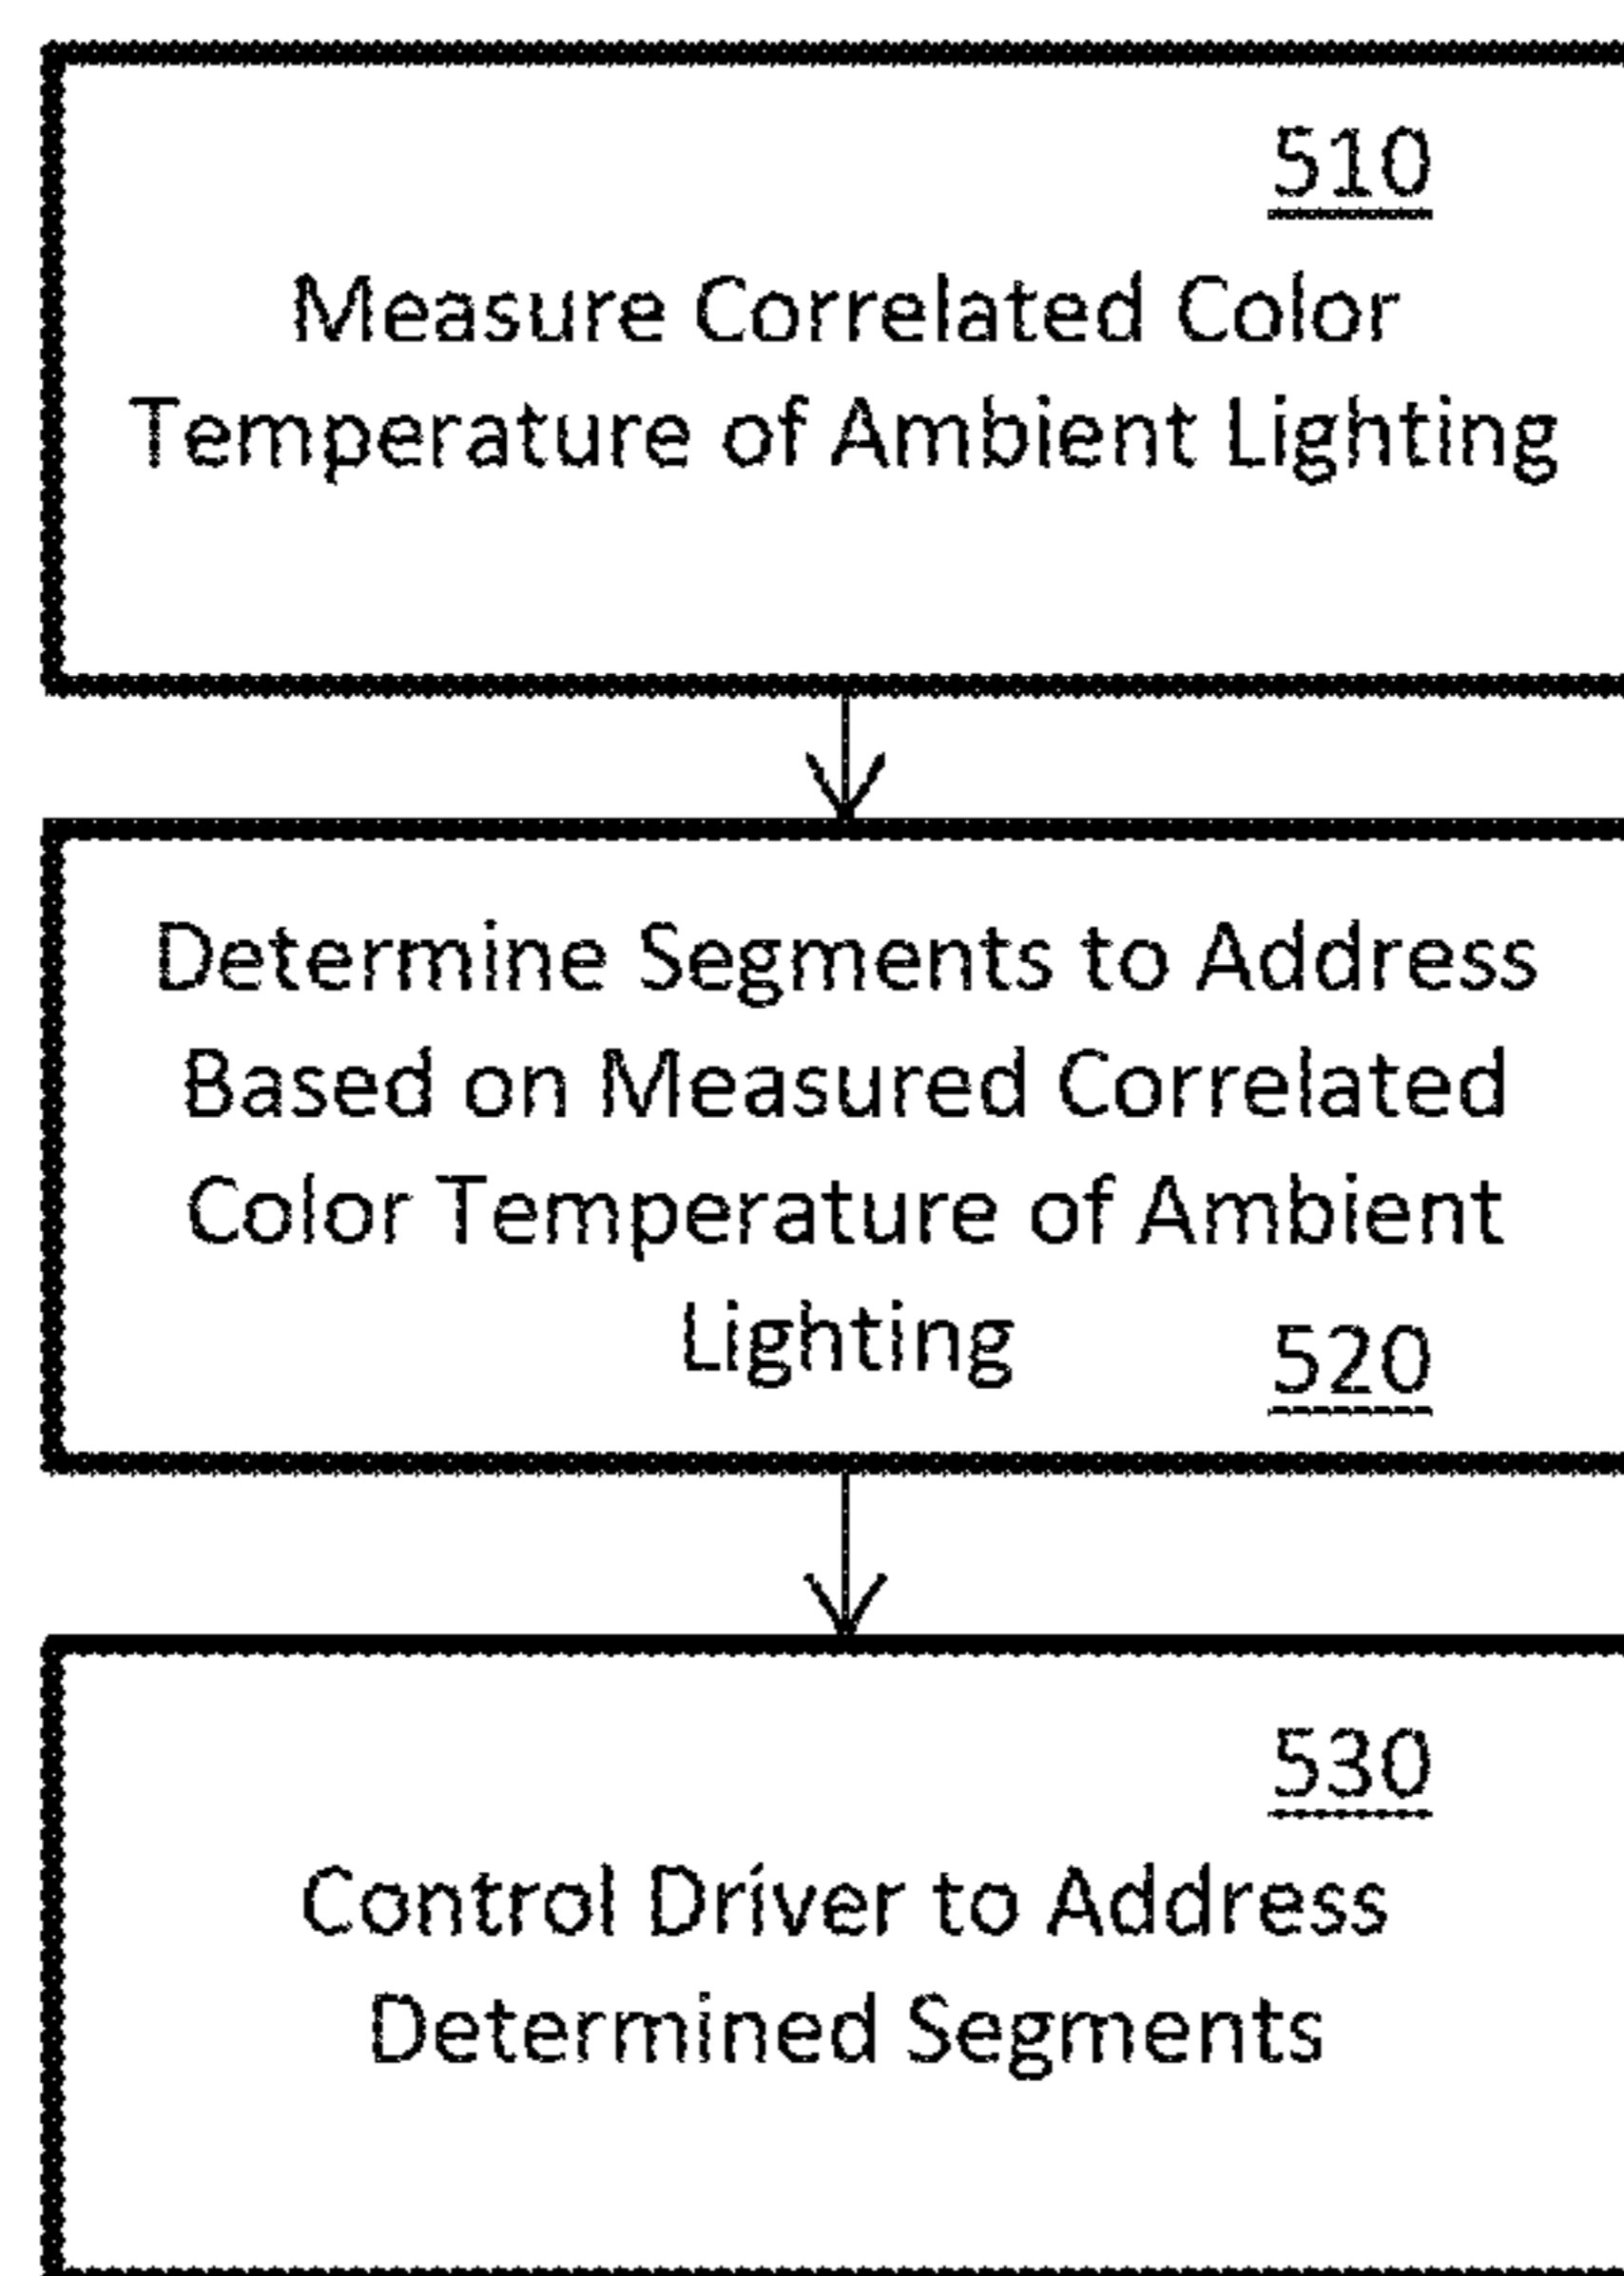 510
Measure Correlated Color
Temperature of Ambient Lighting
Determine Segments to Address
Based on Measured Correlated
Color Temperature of Ambient
Lighting 520
530
Control Driver to Address
Determined Segments